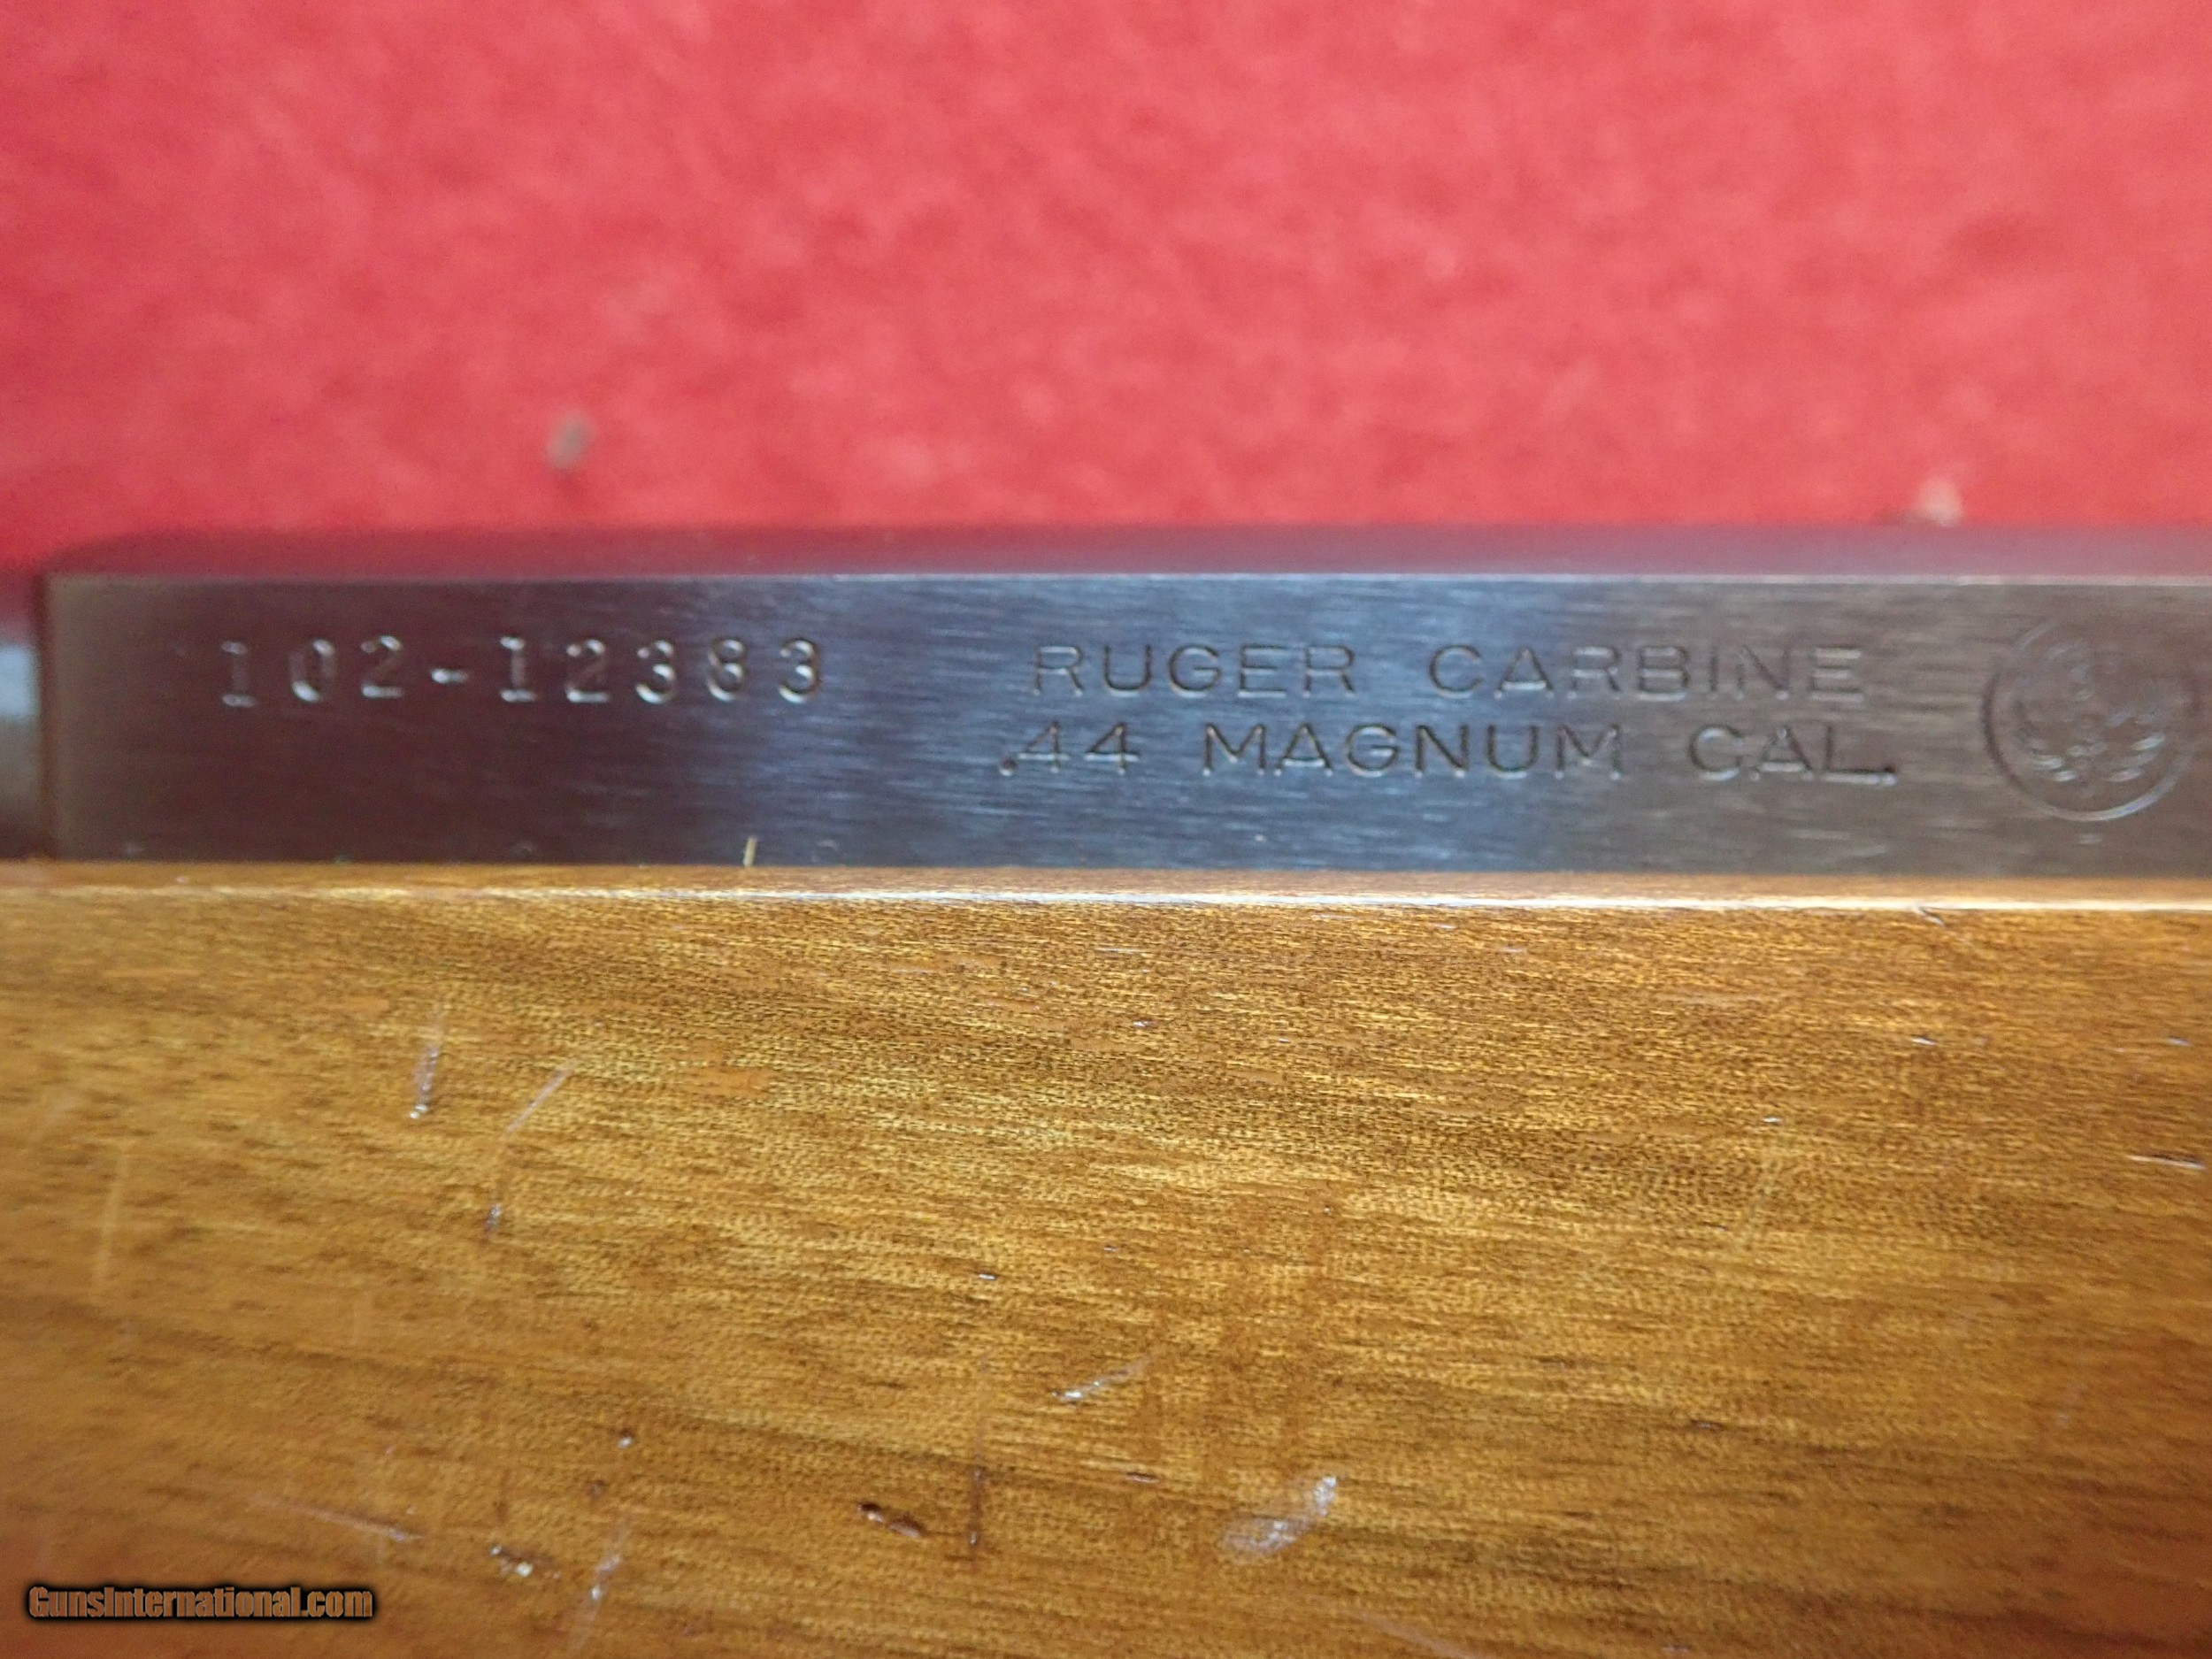 102-12383 RUGER CARBINE
.44 MAGNUM CAL.
GunsInternational.com